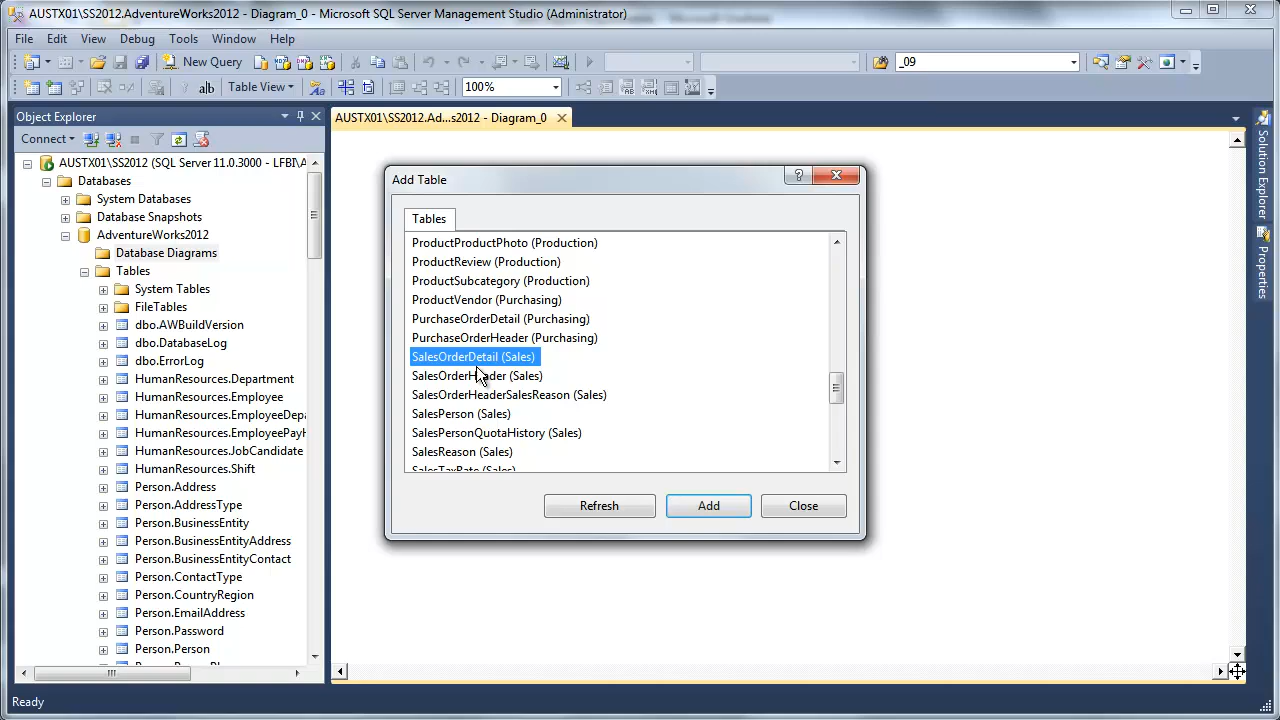 AUSTX01\SS2012.AdventureWorks2012 - Diagram_0 - Microsoft SQL Server Management Studio (Administrator)
File Edit View Debug Tools Window Help
New Query _09
Table View 100%
Object Explorer
AUSTX01\SS2012.Ad...s2012 - Diagram_0
Connect
AUSTX01\SS2012 (SQL Server 11.0.3000 - LFBI\A
Databases
System Databases
Database Snapshots
AdventureWorks2012
Database Diagrams
Tables
System Tables
FileTables
dbo.AWBuildVersion
dbo.DatabaseLog
dbo.ErrorLog
HumanResources.Department
HumanResources.Employee
HumanResources.EmployeeDepa
HumanResources.EmployeePayH
HumanResources.JobCandidate
HumanResources.Shift
Person.Address
Person.AddressType
Person.BusinessEntity
Person.BusinessEntityAddress
Person.BusinessEntityContact
Person.ContactType
Person.CountryRegion
Person.EmailAddress
Person.Password
Person.Person
Add Table
Tables
ProductProductPhoto (Production)
ProductReview (Production)
ProductSubcategory (Production)
ProductVendor (Purchasing)
PurchaseOrderDetail (Purchasing)
PurchaseOrderHeader (Purchasing)
SalesOrderDetail (Sales)
SalesOrderHeader (Sales)
SalesOrderHeaderSalesReason (Sales)
SalesPerson (Sales)
SalesPersonQuotaHistory (Sales)
SalesReason (Sales)
SalesTaxRate (Sales)
Refresh Add Close
Solution Explorer
Properties
Ready